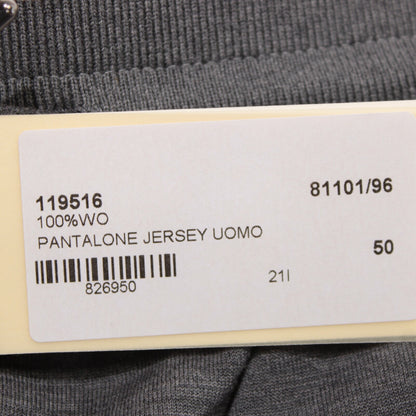 119516 81101/96
100%WO
PANTALONE JERSEY UOMO
50
826950 21I